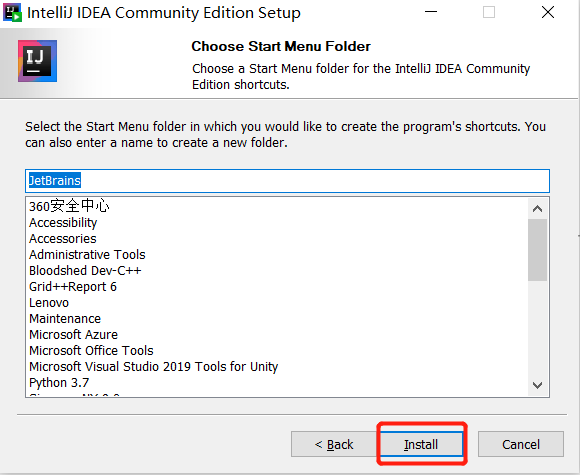 IntelliJ IDEA Community Edition Setup
IJ
Choose Start Menu Folder
Choose a Start Menu folder for the IntelliJ IDEA Community
Edition shortcuts.
Select the Start Menu folder in which you would like to create the program's shortcuts. You
can also enter a name to create a new folder.
JetBrains
360安全中心
Accessibility
Accessories
Administrative Tools
Bloodshed Dev-C++
Grid++Report 6
Lenovo
Maintenance
Microsoft Azure
Microsoft Office Tools
Microsoft Visual Studio 2019 Tools for Unity
Python 3.7
< Back
Install
Cancel